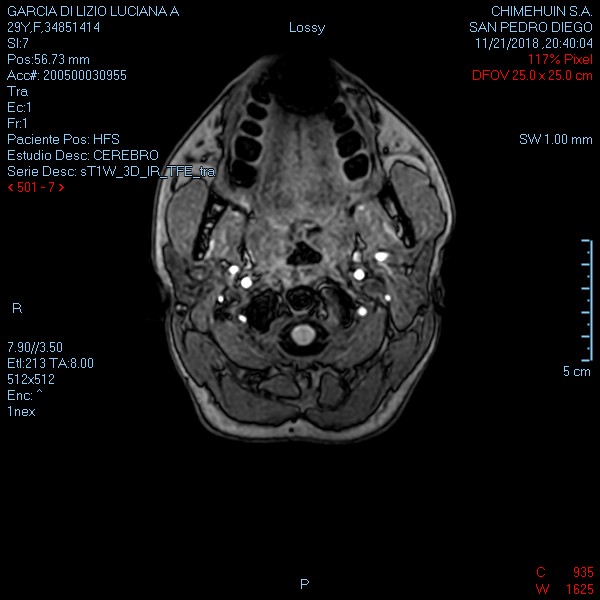 GARCIA DI LIZIO LUCIANA A
29Y,F,34851414
Sl:7
Pos:56.73 mm
Acc#: 200500030955
Tra
Ec:1
Fr:1
Paciente Pos: HFS
Estudio Desc: CEREBRO
Serie Desc: sT1W_3D_IR_TFE_tra
< 501 - 7 >
Lossy
CHIMEHUIN S.A.
SAN PEDRO DIEGO
11/21/2018 ,20:40:04
117% Pixel
DFOV 25.0 x 25.0 cm
SW 1.00 mm
R
5 cm
7.90//3.50
Etl:213 TA:8.00
512x512
Enc: ^
1nex
P
C 935
W 1625